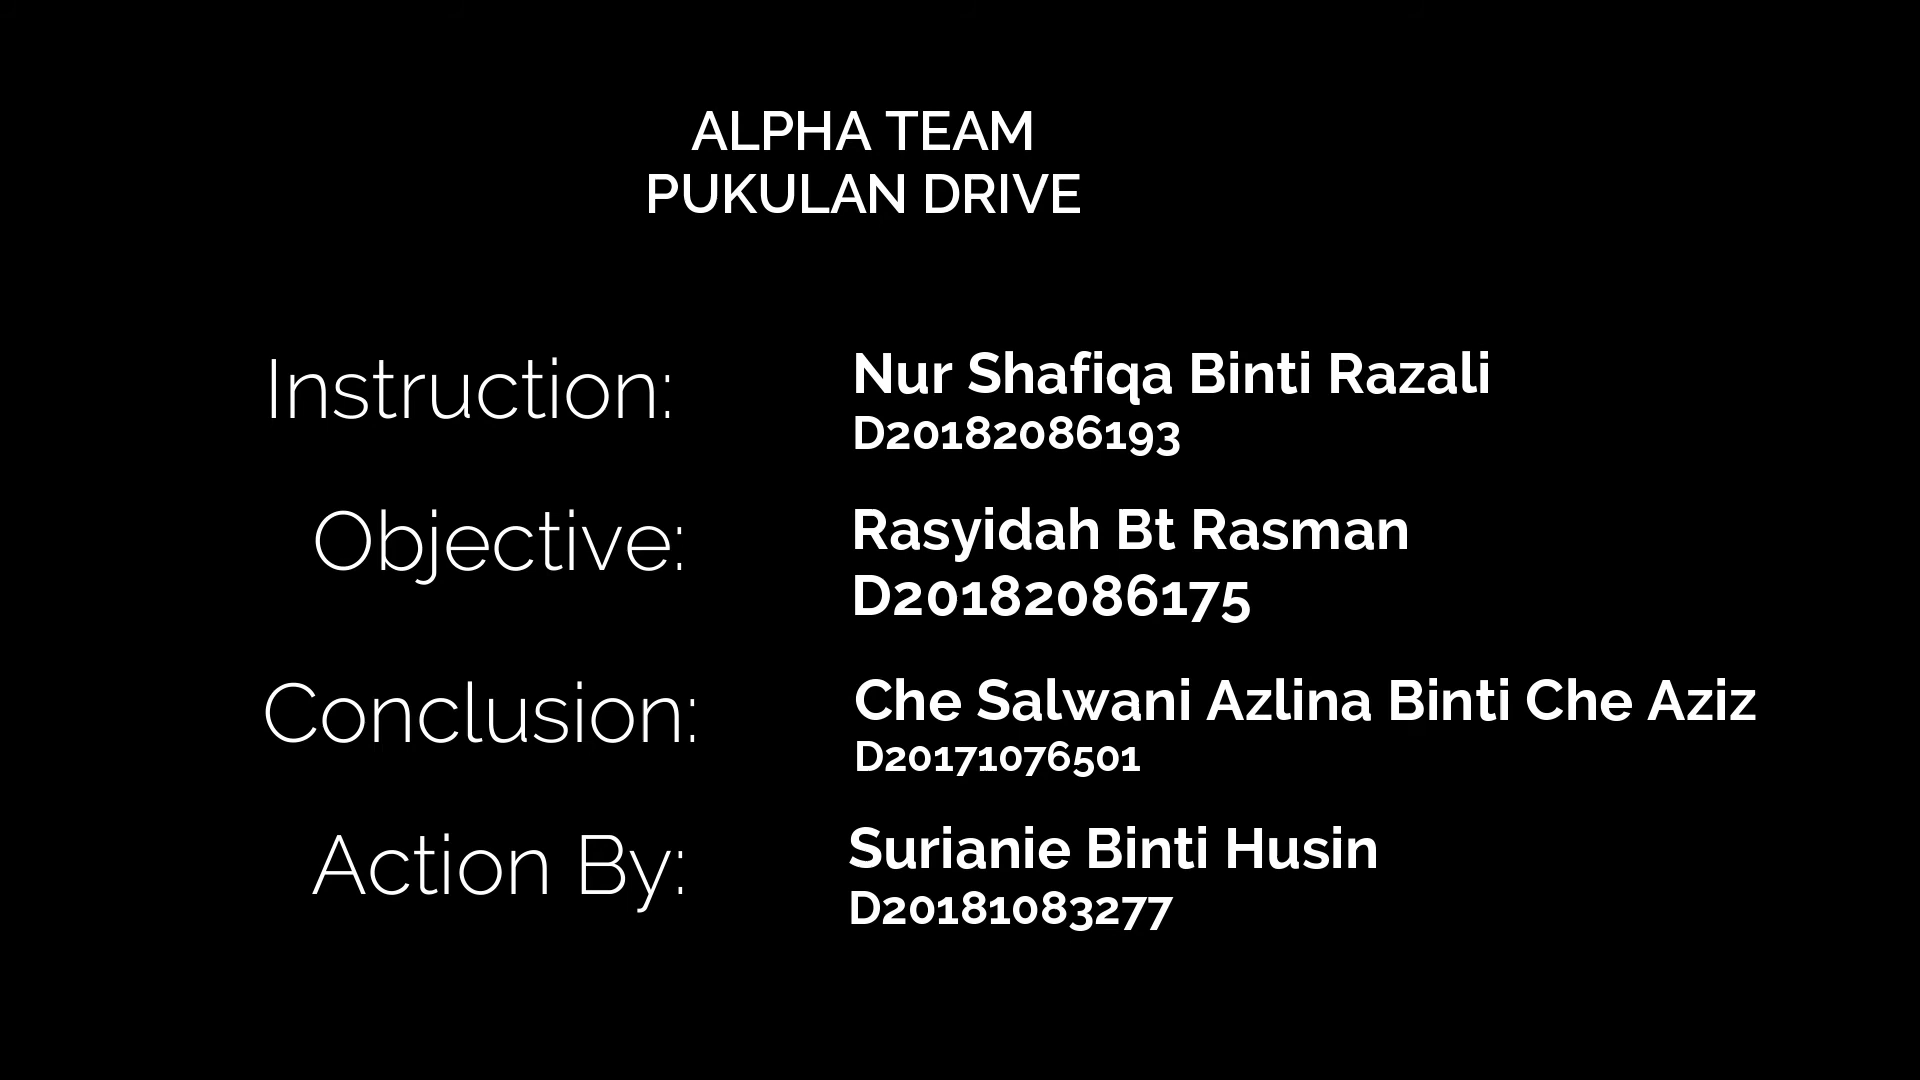 ALPHA TEAM
PUKULAN DRIVE
Instruction:
Nur Shafiqa Binti Razali
D20182086193
Objective:
Rasyidah Bt Rasman
D20182086175
Conclusion:
Che Salwani Azlina Binti Che Aziz
D20171076501
Action By:
Surianie Binti Husin
D20181083277